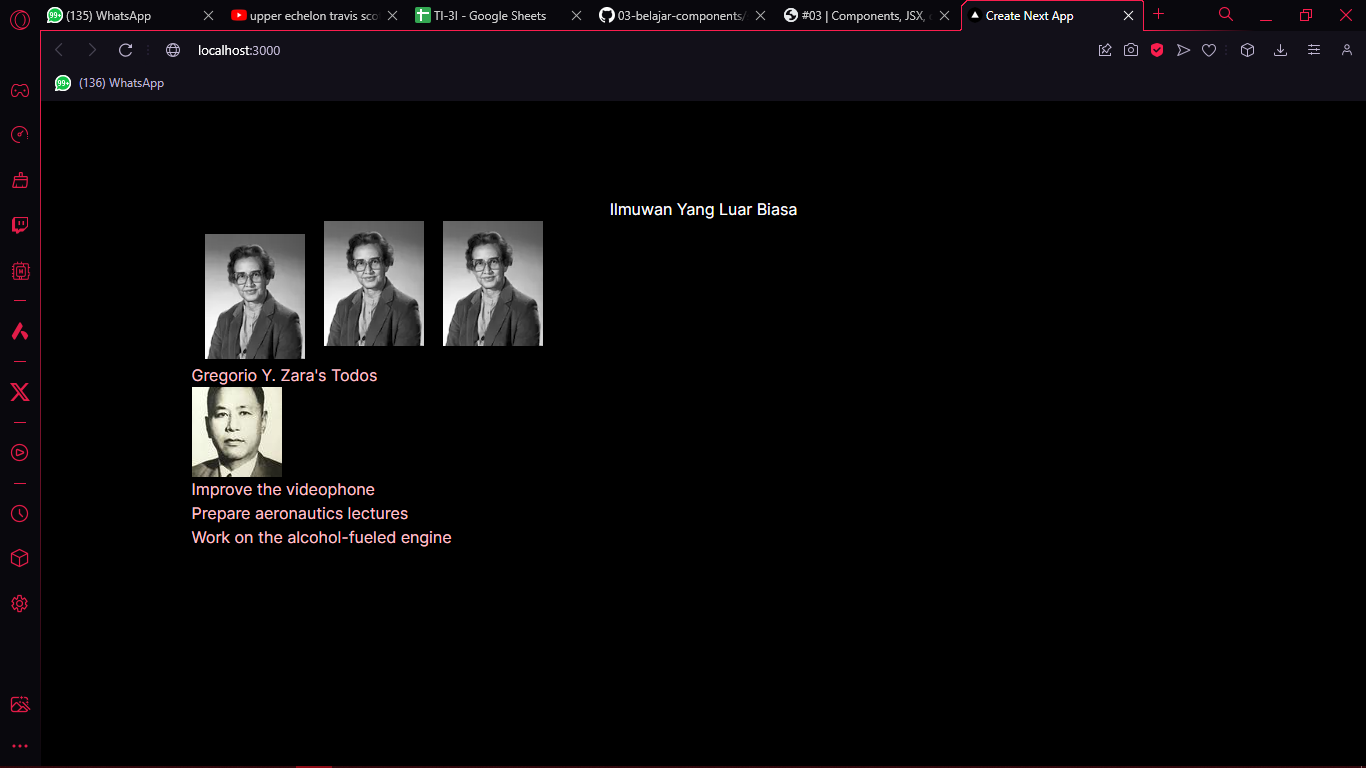 (135) WhatsApp
upper echelon travis sco
TI-3I - Google Sheets
03-belajar-components/
#03 | Components, JSX,
Create Next App
localhost:3000
99+
(136) WhatsApp
Ilmuwan Yang Luar Biasa
Gregorio Y. Zara's Todos
Improve the videophone
Prepare aeronautics lectures
Work on the alcohol-fueled engine